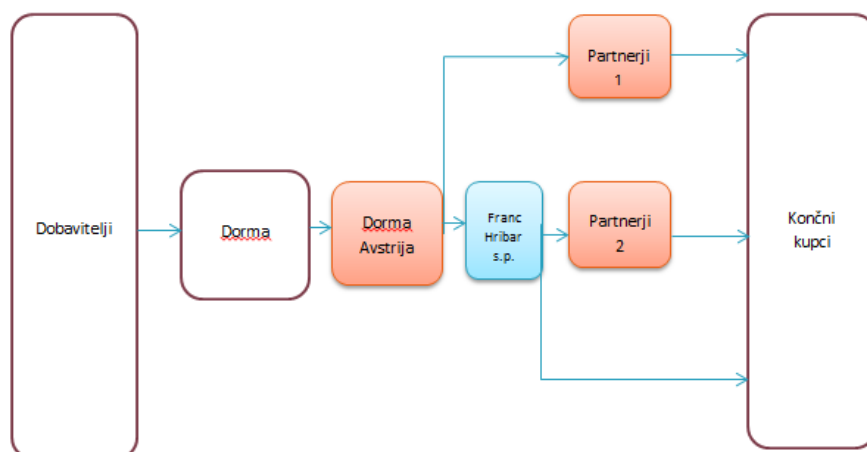 Dobavitelji
Dorma
Dorma
Avstrija
Franc
Hribar
s.p.
Partnerji
1
Partnerji
2
Končni
kupci